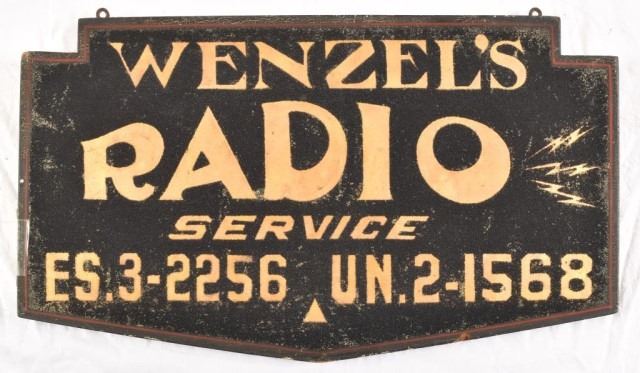 WENZEL'S
RADIO
SERVICE
ES.3-2256 UN.2-1568